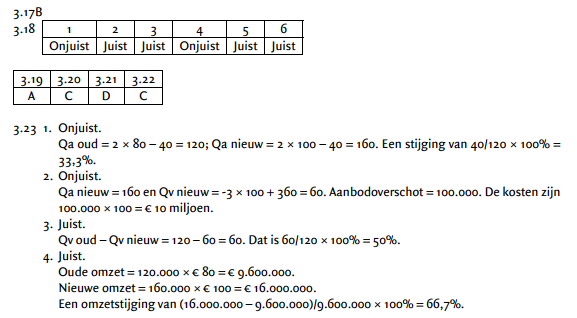 3.17B
3.18 1 2 3 4 5 6
Onjuist Juist Juist Onjuist Juist Juist
3.19 3.20 3.21 3.22
A C D C
3.23 1. Onjuist.
Qa oud = 2 × 80 – 40 = 120; Qa nieuw = 2 × 100 – 40 = 160. Een stijging van 40/120 × 100% =
33,3%.
2. Onjuist.
Qa nieuw = 160 en Qv nieuw = -3 × 100 + 360 = 60. Aanbodoverschot = 100.000. De kosten zijn
100.000 × 100 = € 10 miljoen.
3. Juist.
Qv oud – Qv nieuw = 120 – 60 = 60. Dat is 60/120 × 100% = 50%.
4. Juist.
Oude omzet = 120.000 × € 80 = € 9.600.000.
Nieuwe omzet = 160.000 × € 100 = € 16.000.000.
Een omzetstijging van (16.000.000 – 9.600.000)/9.600.000 × 100% = 66,7%.